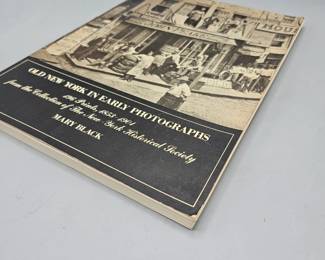 OLD NEW YORK IN EARLY PHOTOGRAPHS
196 Prints, 1853-1901
from the Collection of The New-York Historical Society
MARY BLACK